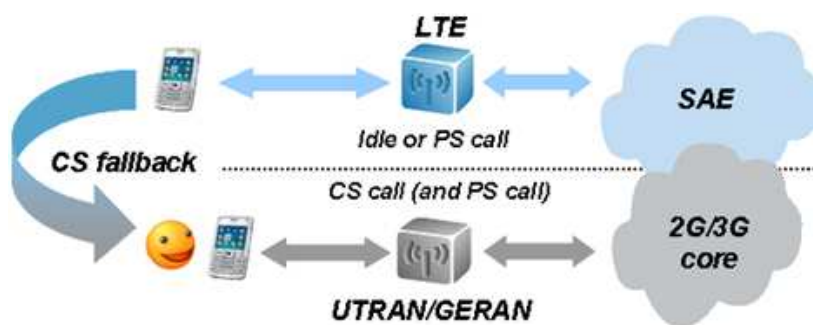 LTE
SAE
Idle or PS call
CS fallback
CS call (and PS call)
2G/3G
core
UTRAN/GERAN